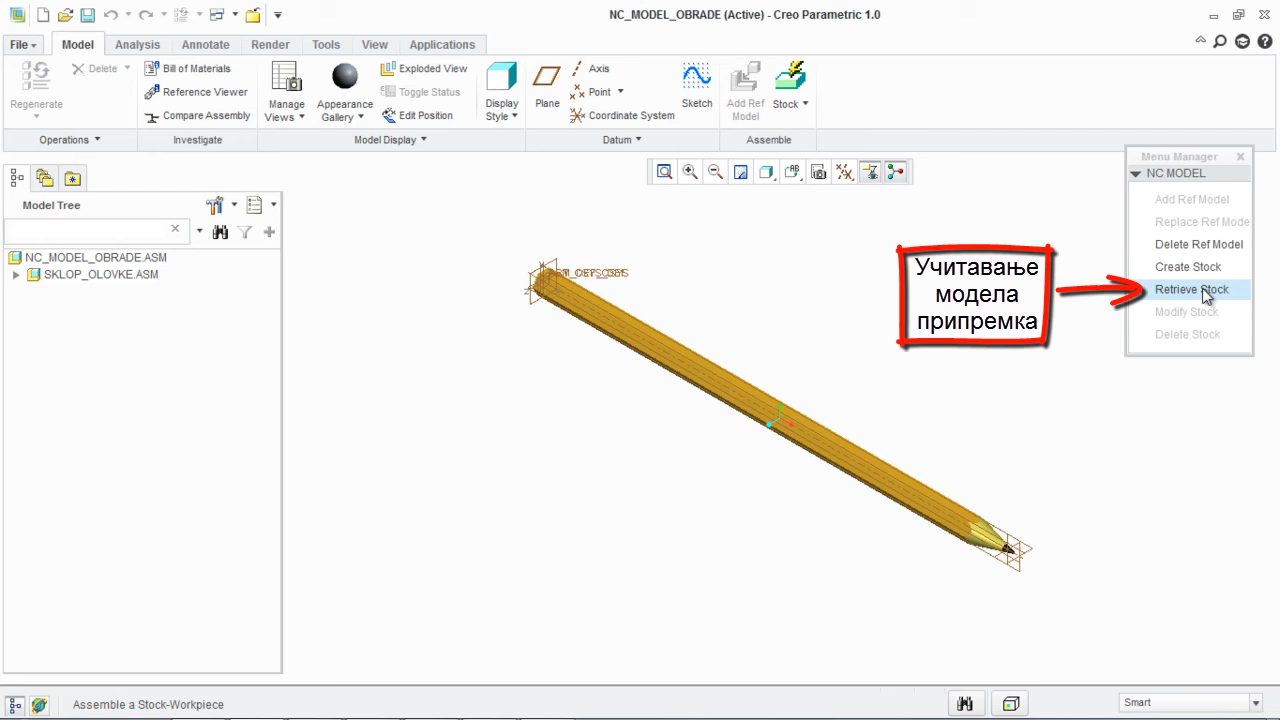 NC_MODEL_OBRADE (Active) - Creo Parametric 1.0
File Model Analysis Annotate Render Tools View Applications
Regenerate
Delete
Bill of Materials
Reference Viewer
Compare Assembly
Manage
Views
Appearance
Gallery
Exploded View
Toggle Status
Edit Position
Display
Style
Plane
Axis
Point
Coordinate System
Sketch
Add Ref
Model
Stock
Operations Investigate Model Display Datum Assemble
Model Tree
NC_MODEL_OBRADE.ASM
SKLOP_OLOVKE.ASM
Menu Manager
NC MODEL
Add Ref Model
Replace Ref Mode
Delete Ref Model
Create Stock
Retrieve Stock
Modify Stock
Delete Stock
Учитавање
модела
припремка
Assemble a Stock-Workpiece
Smart